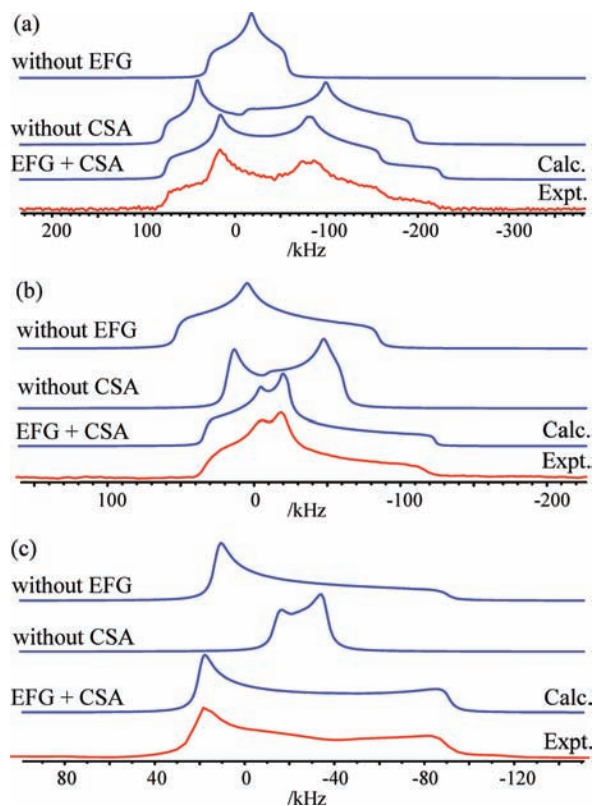 (a)
without EFG
without CSA
EFG + CSA Calc.
Expt.
200 100 0 -100 -200 -300
/kHz
(b)
without EFG
without CSA
EFG + CSA Calc.
Expt.
100 0 -100 -200
/kHz
(c)
without EFG
without CSA
EFG + CSA Calc.
Expt.
80 40 0 -40 -80 -120
/kHz